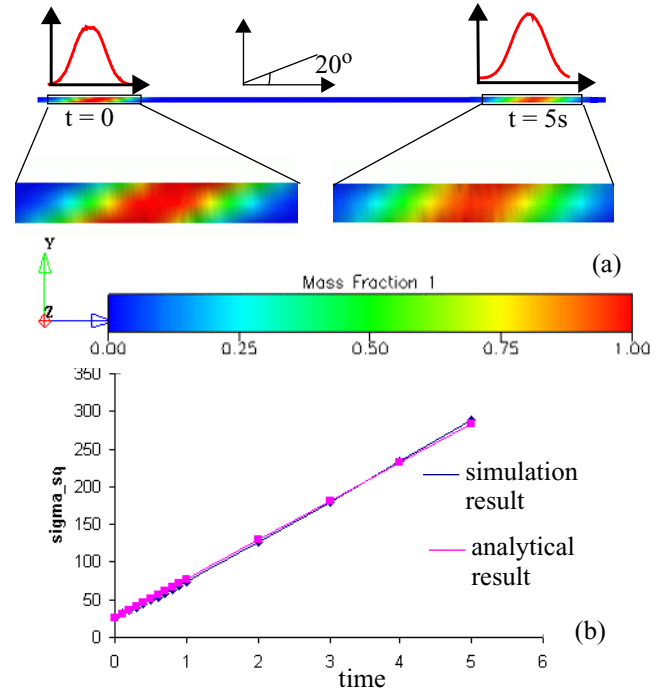 20°
t = 0
t = 5s
(a)
Y
Z
Mass Fraction 1
0.00 0.25 0.50 0.75 1.00
350
300
250
200
150
100
50
0
sigma_sq
simulation
result
analytical
result
0 1 2 3 4 5 6
time
(b)